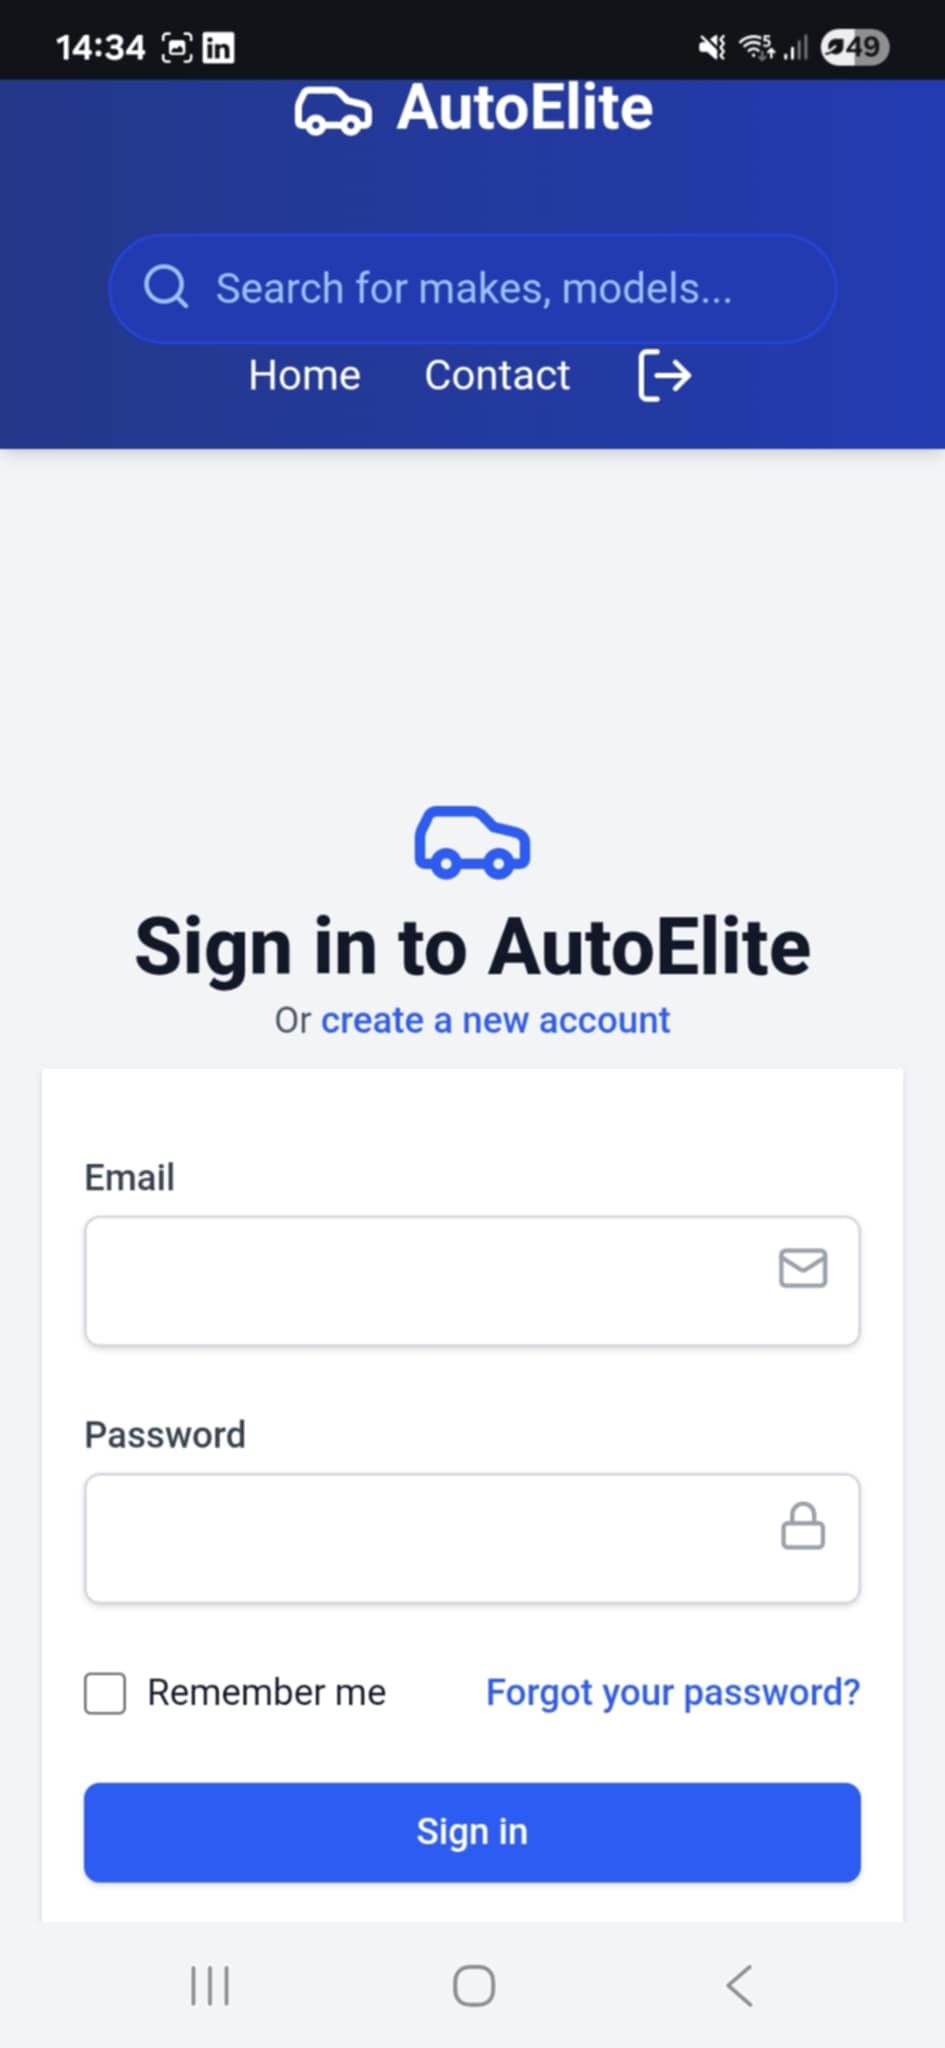 14:34 in 49
AutoElite
Search for makes, models...
Home Contact
Sign in to AutoElite
Or create a new account
Email
Password
Remember me Forgot your password?
Sign in